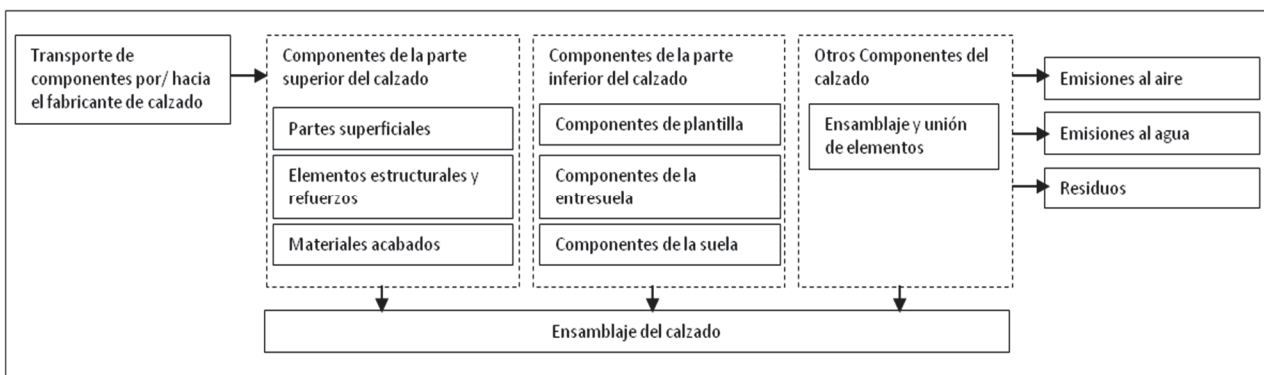 Transporte de
componentes por/ hacia
el fabricante de calzado
Componentes de la parte
superior del calzado
Partes superficiales
Elementos estructurales y
refuerzos
Materiales acabados
Componentes de la parte
inferior del calzado
Componentes de plantilla
Componentes de la
entresuela
Componentes de la suela
Otros Componentes del
calzado
Ensamblaje y unión
de elementos
Emisiones al aire
Emisiones al agua
Residuos
Ensamblaje del calzado